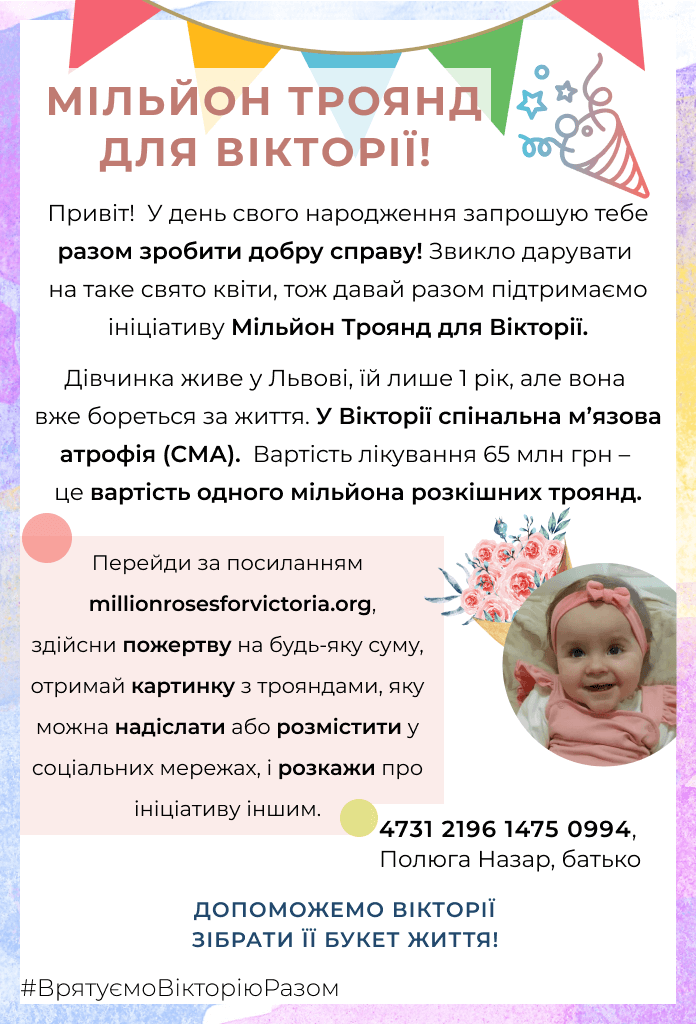 МІЛЬЙОН ТРОЯНД
ДЛЯ ВІКТОРІЇ!
Привіт! У день свого народження запрошую тебе
разом зробити добру справу! Звикло дарувати
на таке свято квіти, тож давай разом підтримаємо
ініціативу Мільйон Троянд для Вікторії.
Дівчинка живе у Львові, їй лише 1 рік, але вона
вже бореться за життя. У Вікторії спінальна м’язова
атрофія (СМА). Вартість лікування 65 млн грн –
це вартість одного мільйона розкішних троянд.
Перейди за посиланням
millionrosesforvictoria.org,
здійсни пожертву на будь-яку суму,
отримай картинку з трояндами, яку
можна надіслати або розмістити у
соціальних мережах, і розкажи про
ініціативу іншим.
4731 2196 1475 0994,
Полюга Назар, батько
ДОПОМОЖЕМО ВІКТОРІЇ
ЗІБРАТИ ЇЇ БУКЕТ ЖИТТЯ!
#ВрятуємоВікторіюРазом